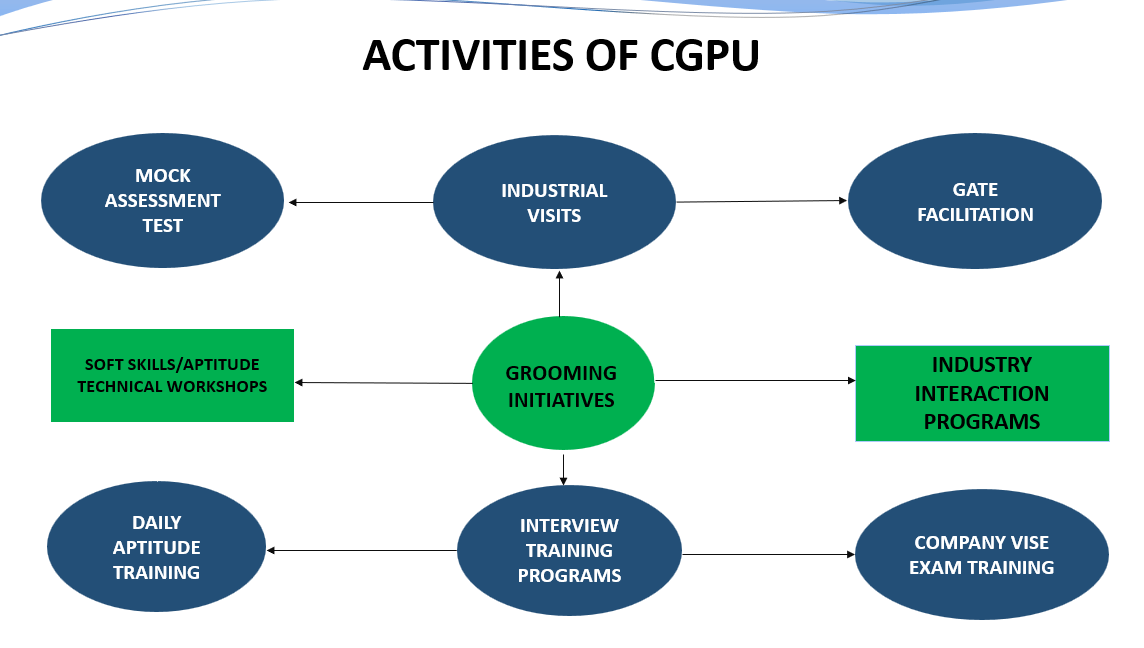 ACTIVITIES OF CGPU
MOCK
ASSESSMENT
TEST
INDUSTRIAL
VISITS
GATE
FACILITATION
SOFT SKILLS/APTITUDE
TECHNICAL WORKSHOPS
GROOMING
INITIATIVES
INDUSTRY
INTERACTION
PROGRAMS
DAILY
APTITUDE
TRAINING
INTERVIEW
TRAINING
PROGRAMS
COMPANY VISE
EXAM TRAINING